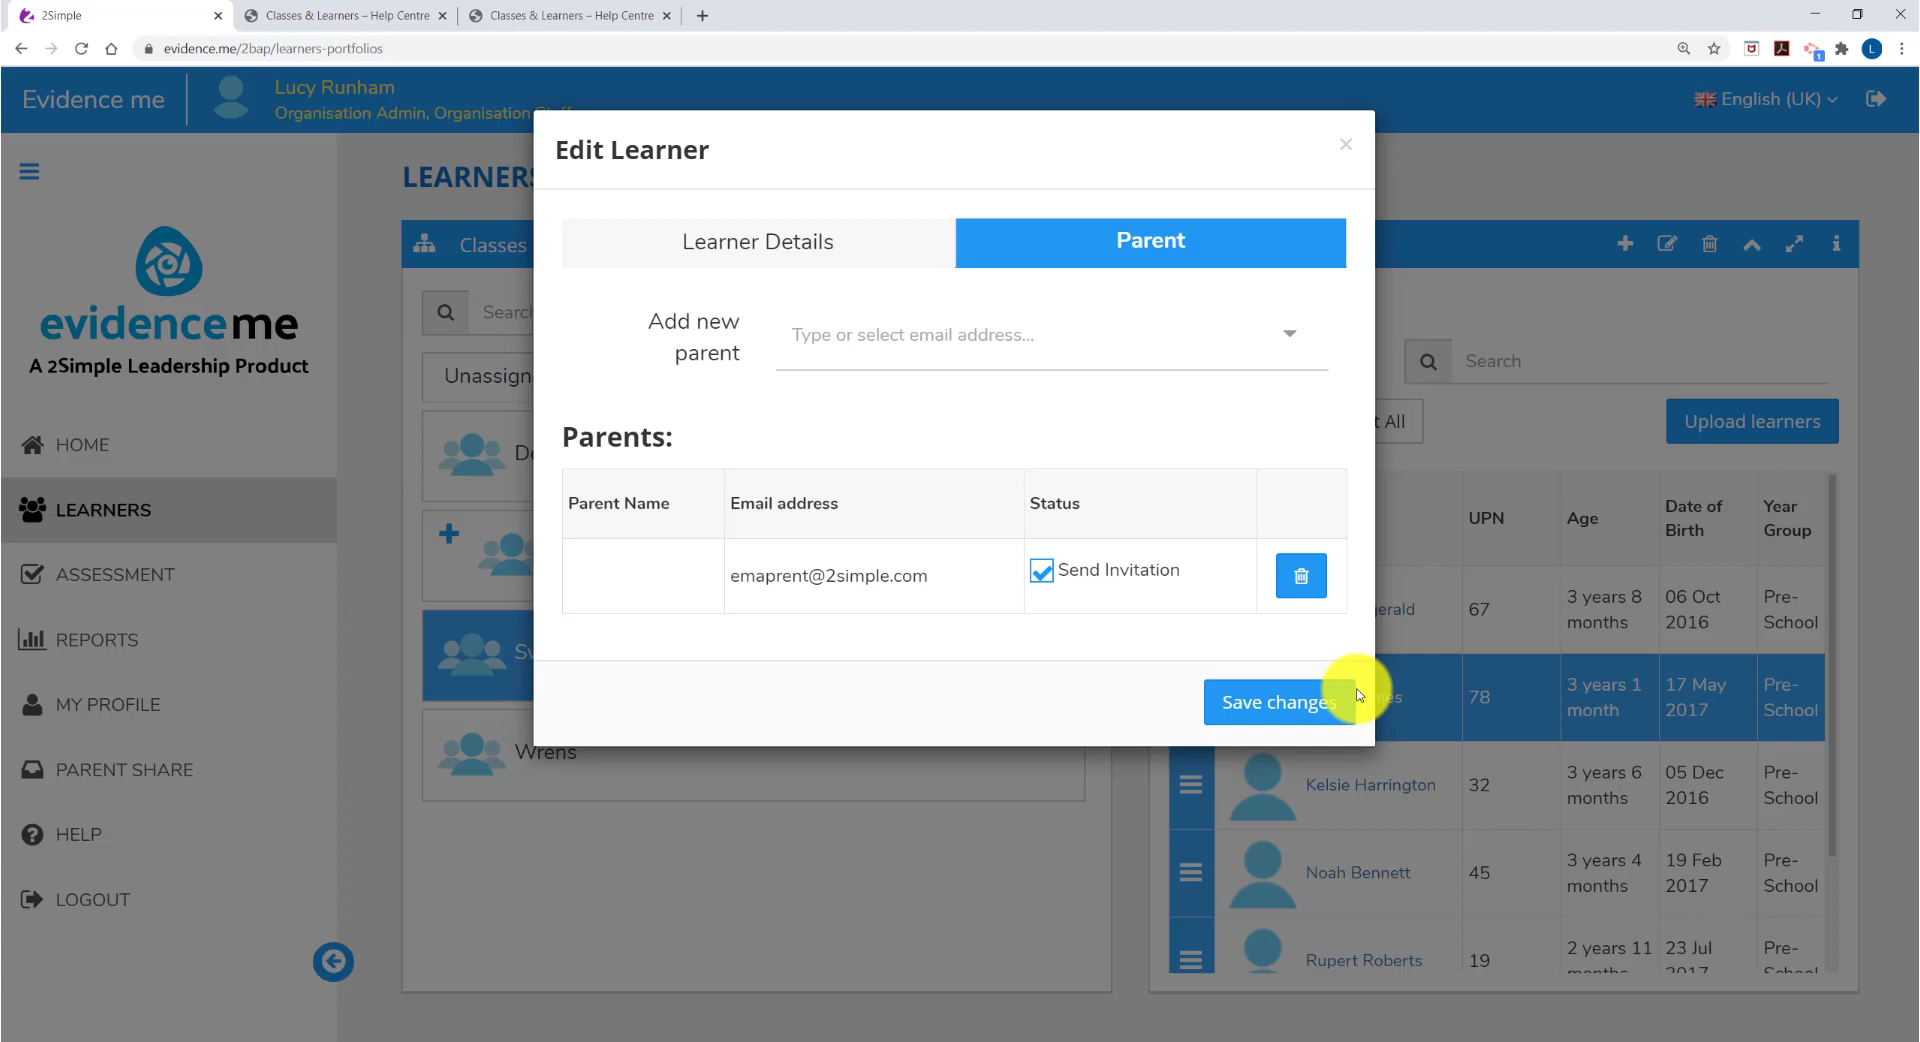 2Simple
Classes & Learners – Help Centre
Classes & Learners – Help Centre
evidence.me/2bap/learners-portfolios
L
1
Evidence me
Lucy Runham
Organisation Admin, Organisation Staff
English (UK)
evidenceme
A 2Simple Leadership Product
HOME
LEARNERS
ASSESSMENT
REPORTS
MY PROFILE
PARENT SHARE
HELP
LOGOUT
LEARNERS
Classes
Search
Unassign
Wrens
Edit Learner
Learner Details
Parent
Add new
parent
Type or select email address...
Parents:
Parent Name Email address Status
emaprent@2simple.com Send Invitation
Save changes
Search
t All
Upload learners
UPN Age Date of Birth Year Group
gerald 67 3 years 8 months 06 Oct 2016 Pre-School
mes 78 3 years 1 month 17 May 2017 Pre-School
Kelsie Harrington 32 3 years 6 months 05 Dec 2016 Pre-School
Noah Bennett 45 3 years 4 months 19 Feb 2017 Pre-School
Rupert Roberts 19 2 years 11 months 23 Jul 2017 Pre-School